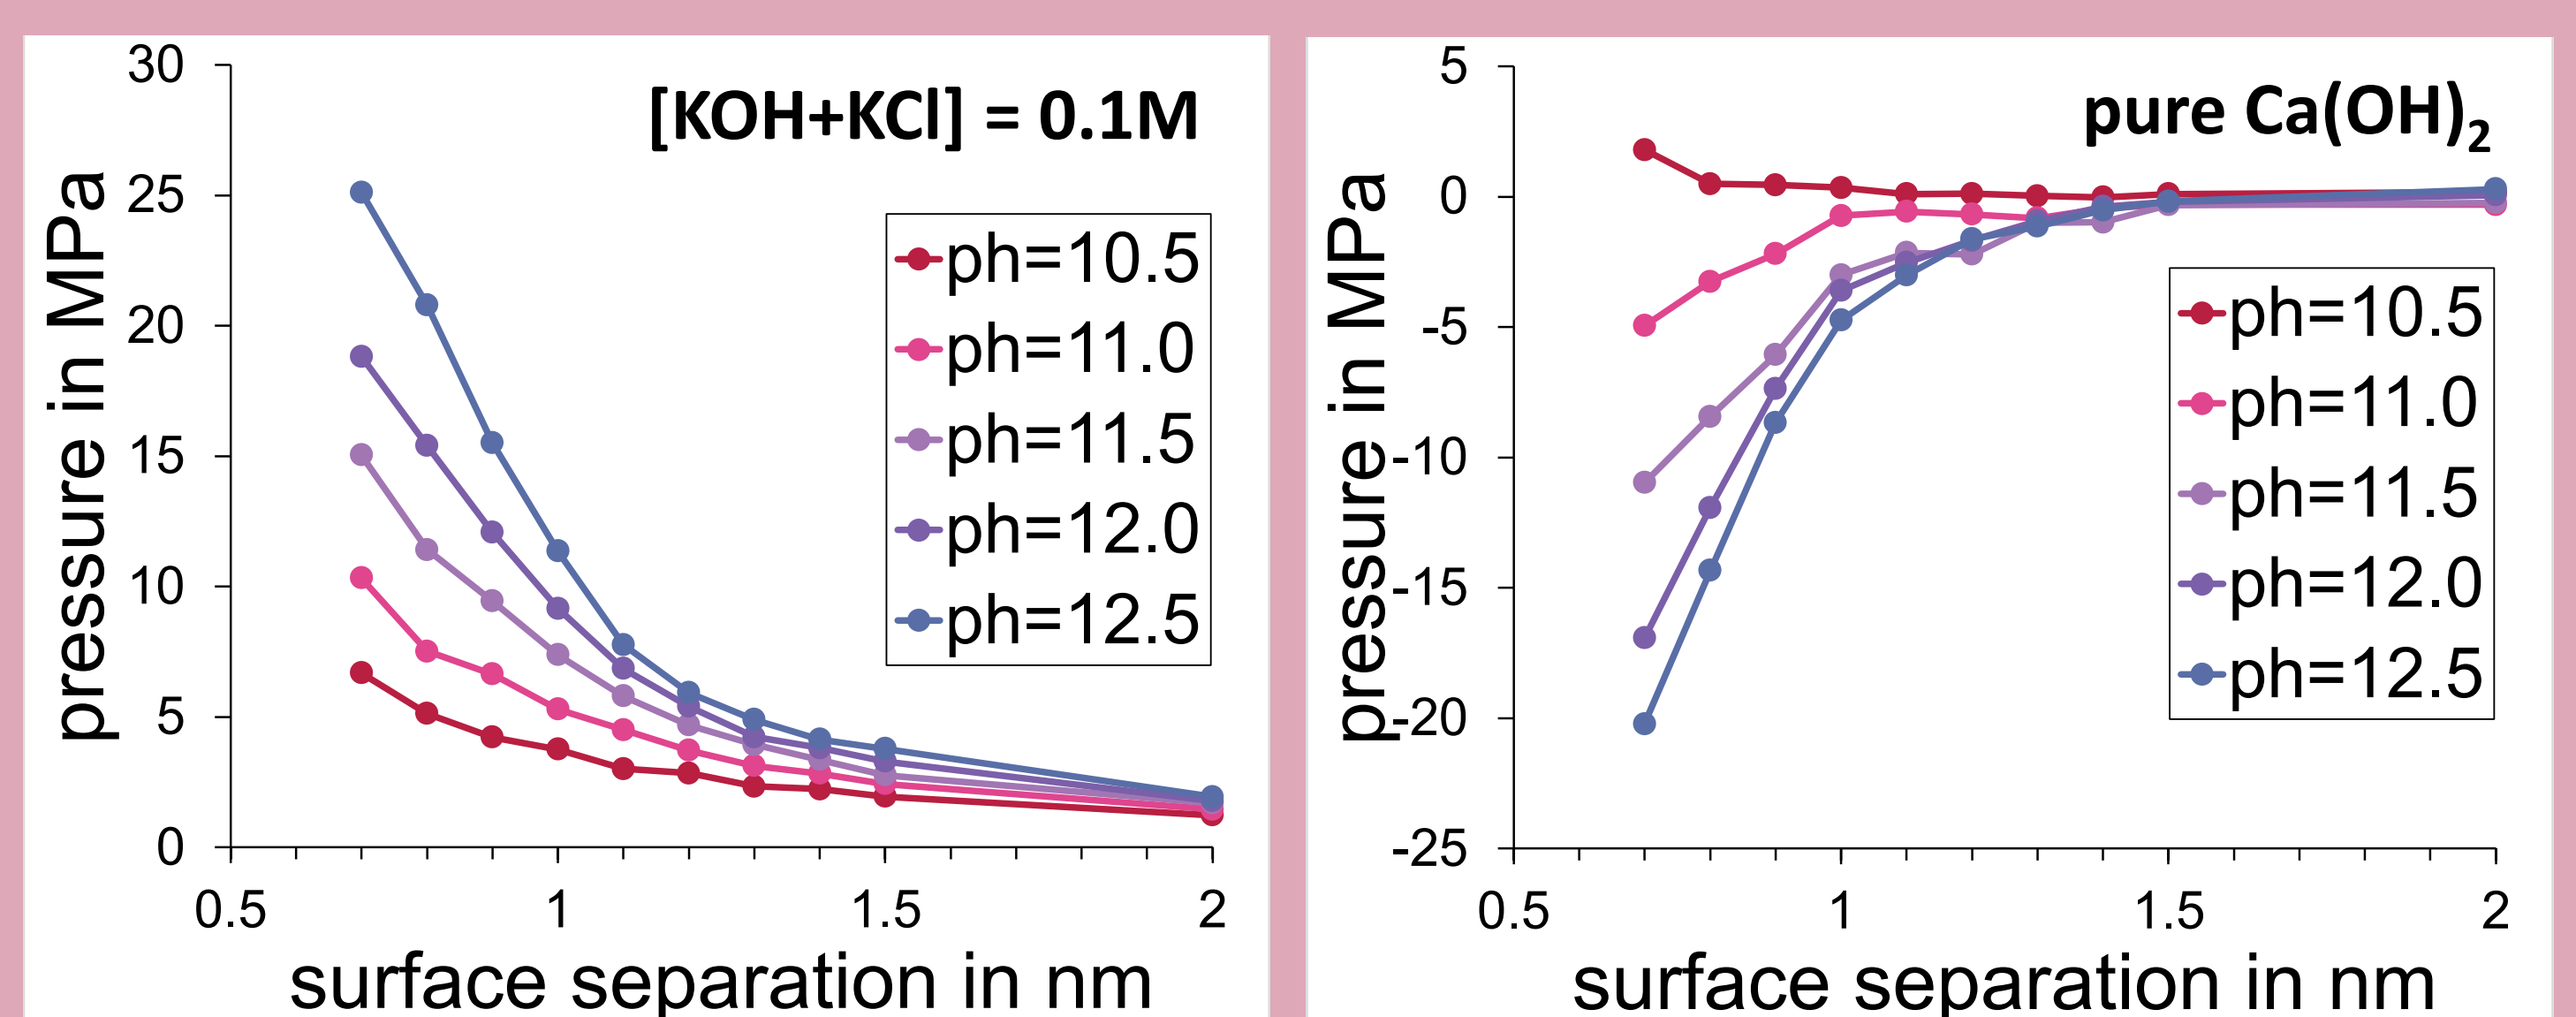 [KOH+KCl] = 0.1M
pressure in MPa
30
25
20
15
10
5
0
ph=10.5
ph=11.0
ph=11.5
ph=12.0
ph=12.5
0.5 1 1.5 2
surface separation in nm
pure Ca(OH)₂
pressure in MPa
5
0
-5
-10
-15
-20
-25
ph=10.5
ph=11.0
ph=11.5
ph=12.0
ph=12.5
0.5 1 1.5 2
surface separation in nm